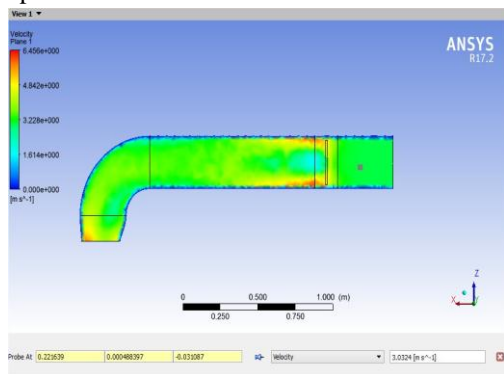 View 1
Velocity
Plane 1
6.456e+000
4.842e+000
3.228e+000
1.614e+000
0.000e+000
[m s^-1]
ANSYS
R17.2
0 0.500 1.000 (m)
0.250 0.750
Z
X
Probe At 0.221639 0.000488397 -0.031087 Velocity 3.0324 [m s^-1]